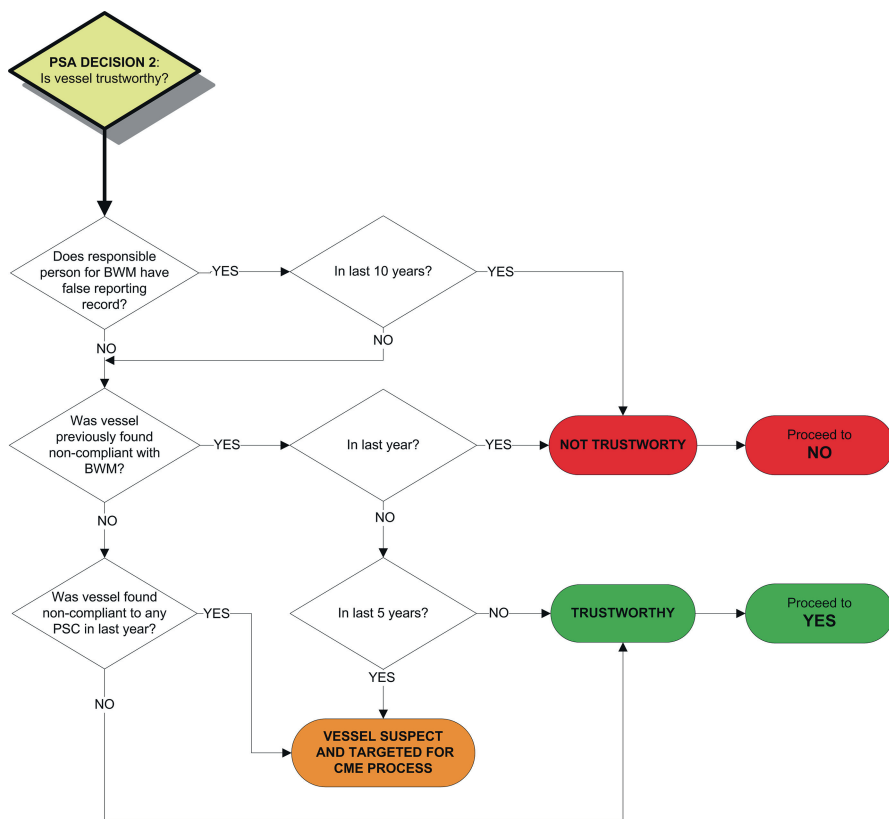 PSA DECISION 2:
Is vessel trustworthy?
Does responsible
person for BWM have
false reporting
record?
YES
In last 10 years?
YES
NO
NO
Was vessel
previously found
non-compliant with
BWM?
YES
In last year?
YES
NOT TRUSTWORTY
Proceed to
NO
NO
NO
Was vessel found
non-compliant to any
PSC in last year?
YES
In last 5 years?
NO
TRUSTWORTHY
Proceed to
YES
NO
YES
VESSEL SUSPECT
AND TARGETED FOR
CME PROCESS